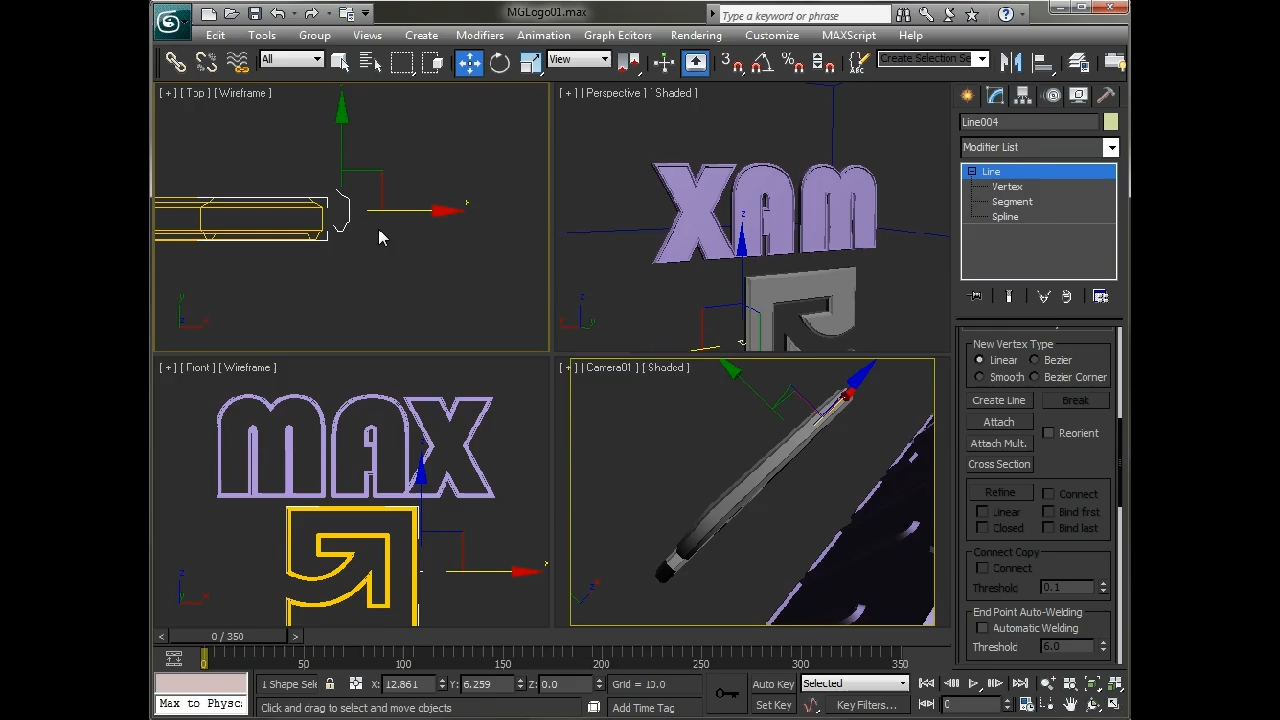 MGLogo01.max
Type a keyword or phrase
Edit Tools Group Views Create Modifiers Animation Graph Editors Rendering Customize MAXScript Help
All
View
Create Selection Se
[ + ] [ Top ] [ Wireframe ]
[ + ] [ Perspective ] [ Shaded ]
Line004
Modifier List
Line
Vertex
Segment
Spline
XAM
[ + ] [ Front ] [ Wireframe ]
[ + ] [ Camera01 ] [ Shaded ]
MAX
New Vertex Type
Linear Bezier
Smooth Bezier Corner
Create Line Break
Attach
Reorient
Attach Mult.
Cross Section
Refine Connect
Linear Bind first
Closed Bind last
Connect Copy
Connect
Threshold 0.1
End Point Auto-Welding
Automatic Welding
Threshold 6.0
< 0 / 350 >
0 50 100 150 200 250 300 350
1 Shape Sele X: 12.861 Y: 6.259 Z: 0.0 Grid = 10.0 Auto Key Selected
Max to Physc Click and drag to select and move objects Add Time Tag Set Key Key Filters... 0